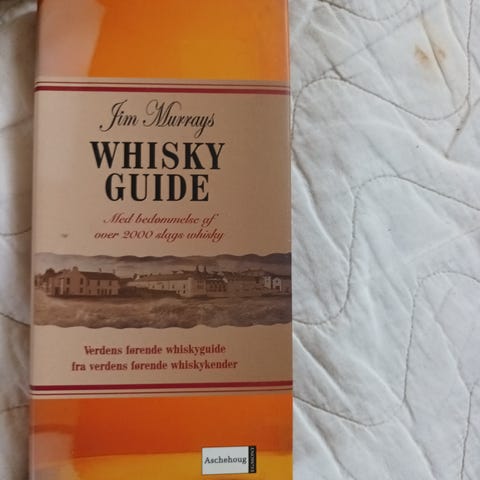 Jim Murrays
WHISKY
GUIDE
Med bedømmelse af
over 2000 slags whisky
Verdens førende whiskyguide
fra verdens førende whiskykender
Aschehoug